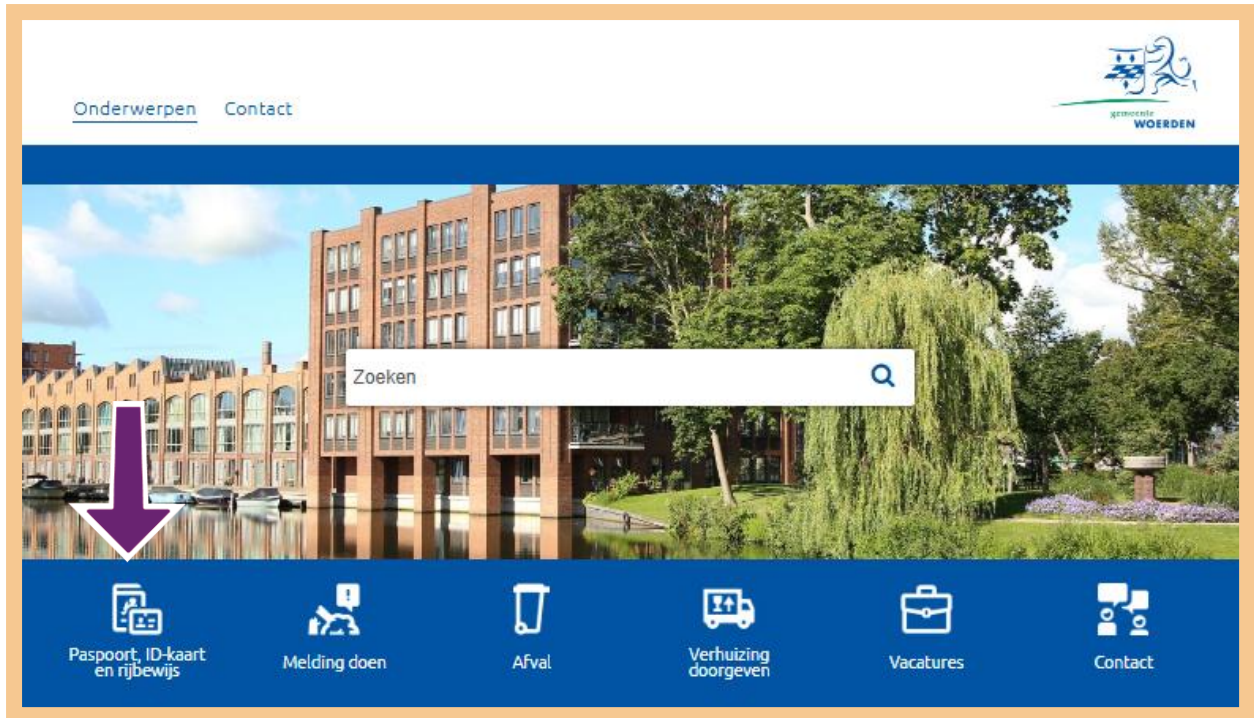 Onderwerpen Contact
gemeente
WOERDEN
Zoeken
Paspoort, ID-kaart
en rijbewijs
Melding doen
Afval
Verhuizing
doorgeven
Vacatures
Contact